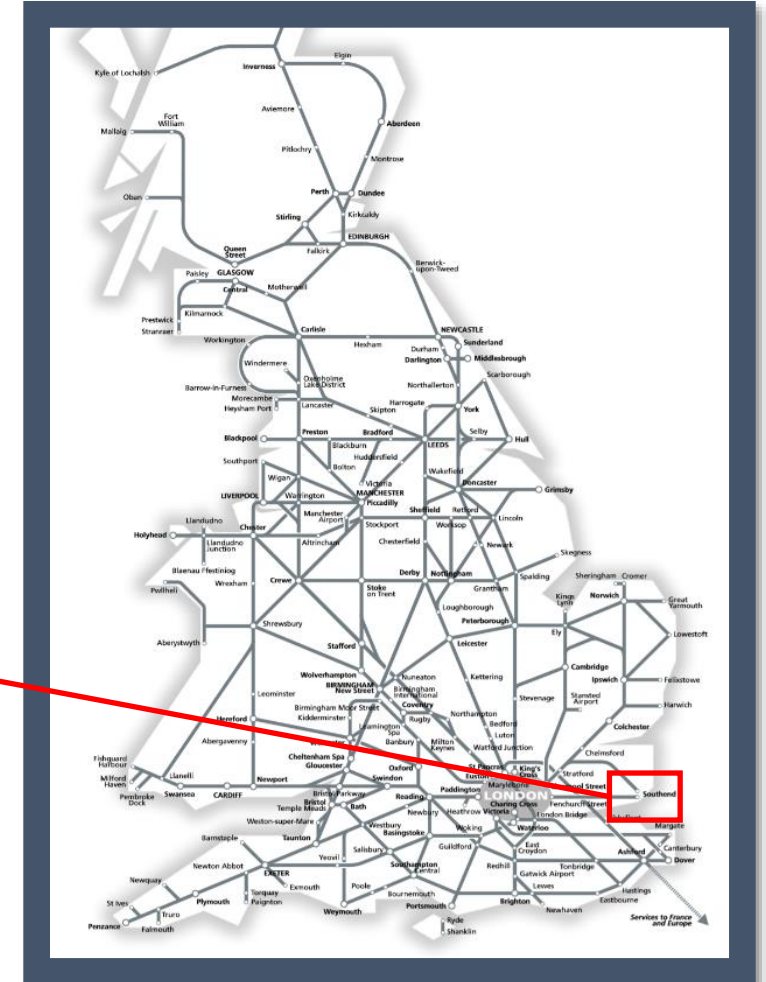 Elgin
Kyle of Lochalsh
Inverness
Aviemore
Fort
William
Aberdeen
Mallaig
Pitlochry
Montrose
Perth
Dundee
Oban
Stirling
Kirkcaldy
EDINBURGH
Queen
Street
Falkirk
Berwick-
upon-Tweed
Paisley
GLASGOW
Central
Motherwell
Kilmarnock
Prestwick
Stranraer
Carlisle
NEWCASTLE
Workington
Hexham
Sunderland
Durham
Darlington
Middlesbrough
Windermere
Scarborough
Oxenholme
Lake District
Barrow-in-Furness
Northallerton
Morecambe
Heysham Port
Lancaster
Harrogate
York
Skipton
Blackpool
Preston
Bradford
Selby
Hull
Blackburn
LEEDS
Huddersfield
Southport
Bolton
Wakefield
Wigan
Victoria
Doncaster
LIVERPOOL
Warrington
MANCHESTER
Piccadilly
Grimsby
Manchester
Airport
Sheffield
Retford
Llandudno
Chester
Stockport
Worksop
Lincoln
Holyhead
Llandudno
Junction
Altrincham
Chesterfield
Newark
Skegness
Blaenau Ffestiniog
Crewe
Derby
Nottingham
Spalding
Sheringham
Cromer
Wrexham
Stoke
on Trent
Grantham
Pwllheli
Kings
Lynn
Norwich
Great
Yarmouth
Loughborough
Peterborough
Shrewsbury
Ely
Lowestoft
Aberystwyth
Stafford
Leicester
Wolverhampton
Nuneaton
Kettering
Cambridge
BIRMINGHAM
New Street
Birmingham
International
Ipswich
Felixstowe
Leominster
Coventry
Stevenage
Stansted
Airport
Birmingham Moor Street
Harwich
Hereford
Kidderminster
Rugby
Northampton
Leamington
Spa
Bedford
Colchester
Abergavenny
Banbury
Milton
Keynes
Luton
Watford Junction
Chelmsford
Cheltenham Spa
Fishguard
Harbour
Gloucester
Oxford
St Pancras
King's
Cross
Euston
Stratford
Milford
Haven
Llanelli
Newport
Swindon
Marylebone
Pembroke
Dock
Swansea
CARDIFF
Bristol Parkway
Reading
Paddington
LONDON
Southend
Bristol
Temple Meads
Bath
Newbury
Heathrow
Victoria
Charing Cross
Fenchurch Street
London Bridge
Weston-super-Mare
Westbury
Basingstoke
Woking
Waterloo
Margate
Barnstaple
Taunton
Salisbury
Guildford
East
Croydon
Ashford
Canterbury
Yeovil
Southampton
Central
Redhill
Tonbridge
Dover
Newton Abbot
EXETER
Gatwick Airport
Newquay
Exmouth
Poole
Bournemouth
Lewes
Hastings
Torquay
Paignton
Eastbourne
St Ives
Plymouth
Weymouth
Portsmouth
Brighton
Newhaven
Truro
Penzance
Falmouth
Ryde
Shanklin
Services to France
and Europe